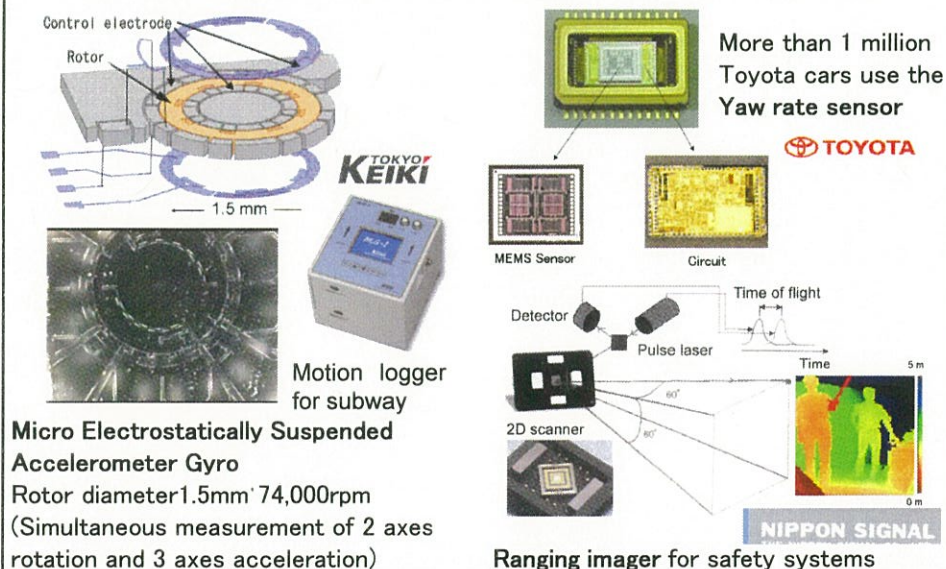 Control electrode
Rotor
TOKYO
KEIKI
1.5 mm
Motion logger
for subway
Micro Electrostatically Suspended
Accelerometer Gyro
Rotor diameter1.5mm 74,000rpm
(Simultaneous measurement of 2 axes
rotation and 3 axes acceleration)
More than 1 million
Toyota cars use the
Yaw rate sensor
TOYOTA
MEMS Sensor
Circuit
Time of flight
Detector
Pulse laser
Time
5 m
60°
60°
2D scanner
0 m
NIPPON SIGNAL
Ranging imager for safety systems